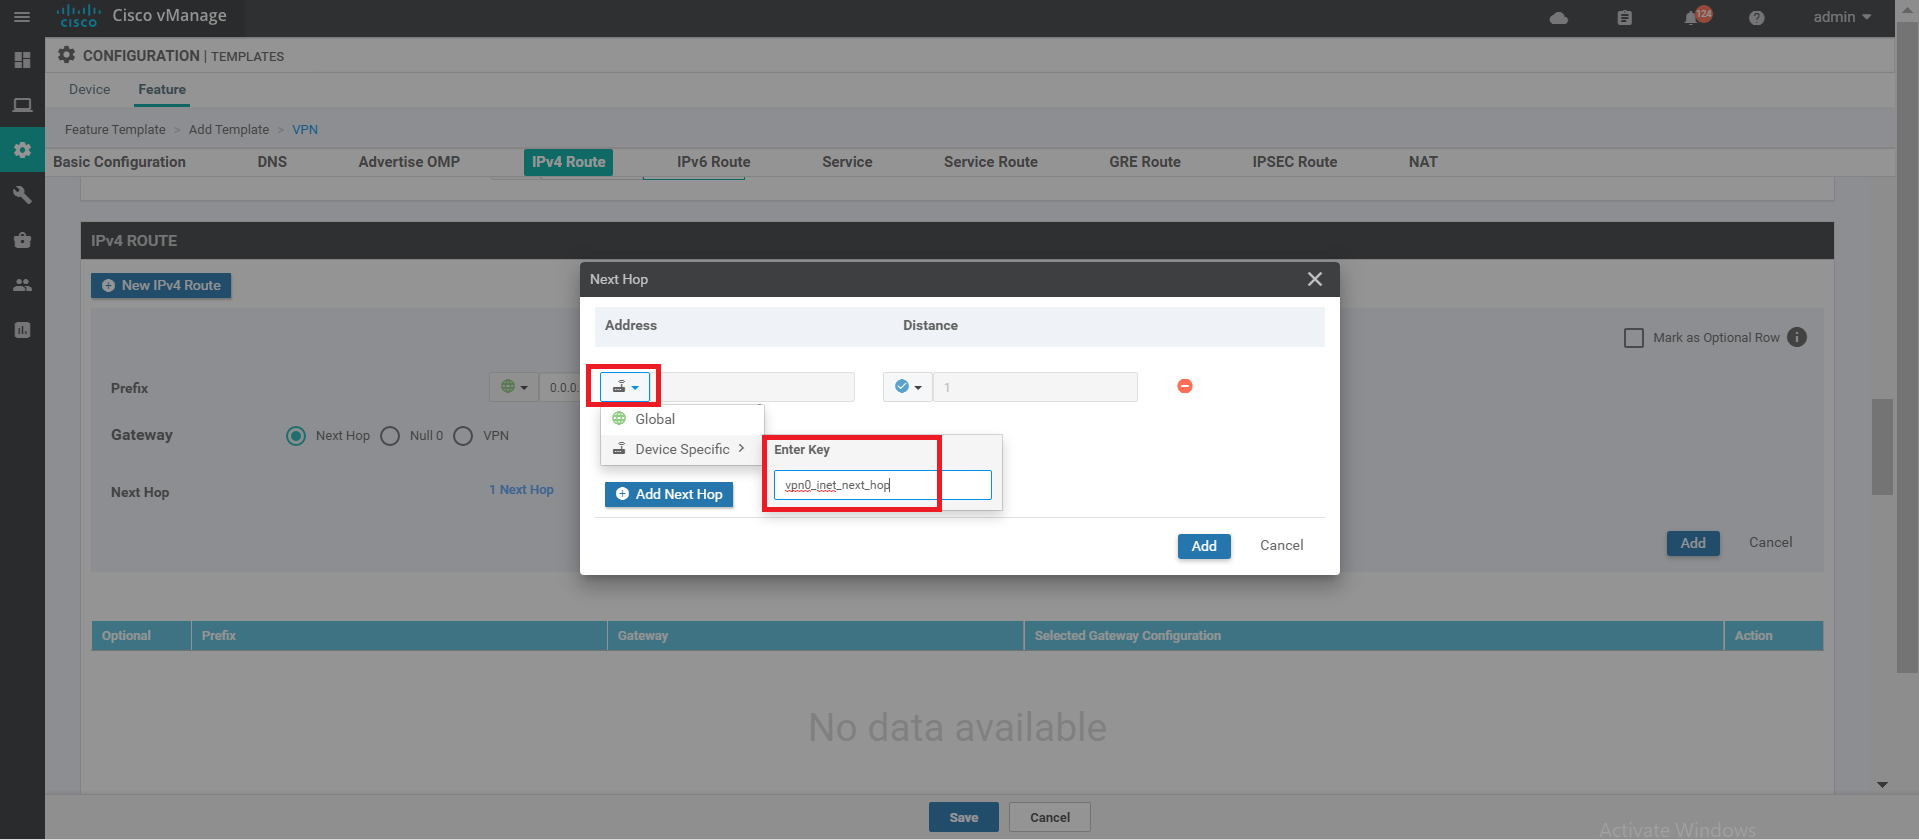 CISCO Cisco vManage 124 admin
CONFIGURATION | TEMPLATES
Device Feature
Feature Template > Add Template > VPN
Basic Configuration DNS Advertise OMP IPv4 Route IPv6 Route Service Service Route GRE Route IPSEC Route NAT
IPv4 ROUTE
New IPv4 Route
Mark as Optional Row
Prefix 0.0.0.
Gateway Next Hop Null 0 VPN
Next Hop 1 Next Hop
Add Cancel
Next Hop
Address Distance
1
Global
Device Specific >
Enter Key
vpn0_inet_next_hop
Add Next Hop
Add Cancel
Optional Prefix Gateway Selected Gateway Configuration Action
No data available
Save Cancel
Activate Windows